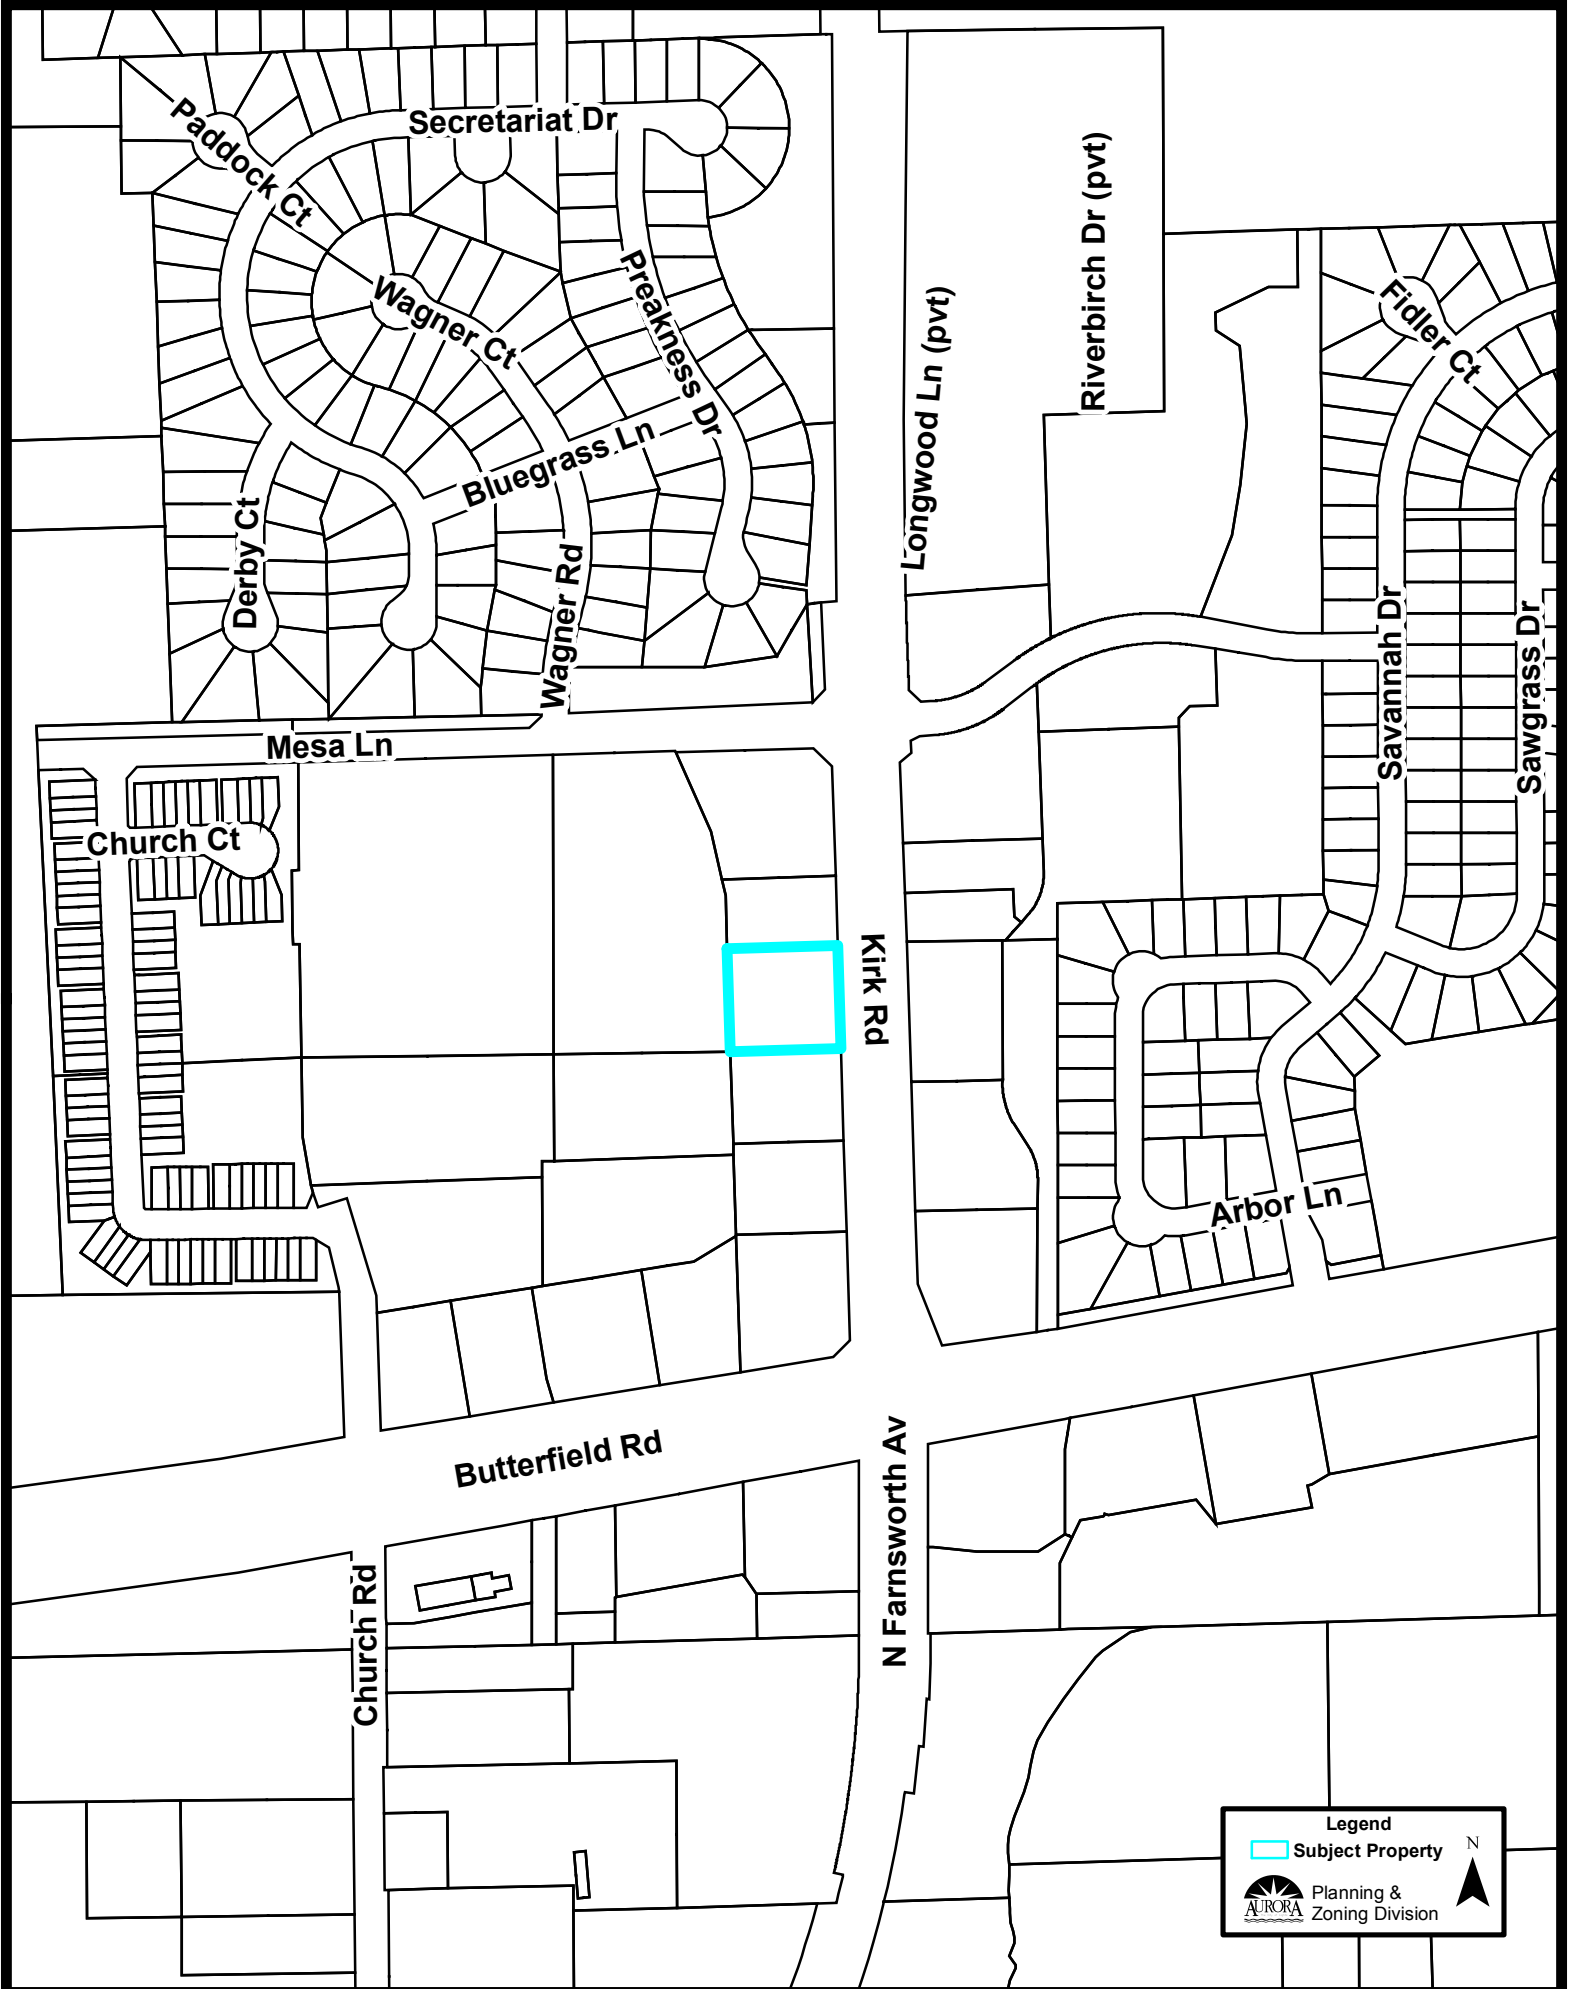 Secretariat Dr
Paddock Ct
Riverbirch Dr (pvt)
Preakness Dr
Wagner Ct
Longwood Ln (pvt)
Fidler Ct
Bluegrass Ln
Derby Ct
Wagner Rd
Savannah Dr
Sawgrass Dr
Mesa Ln
Church Ct
Kirk Rd
Arbor Ln
Butterfield Rd
N Farnsworth Av
Church Rd
Legend
Subject Property
N
AURORA
Planning &
Zoning Division